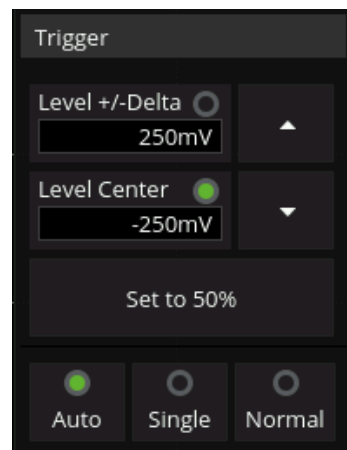 Trigger
Level +/-Delta
250mV
Level Center
-250mV
Set to 50%
Auto Single Normal